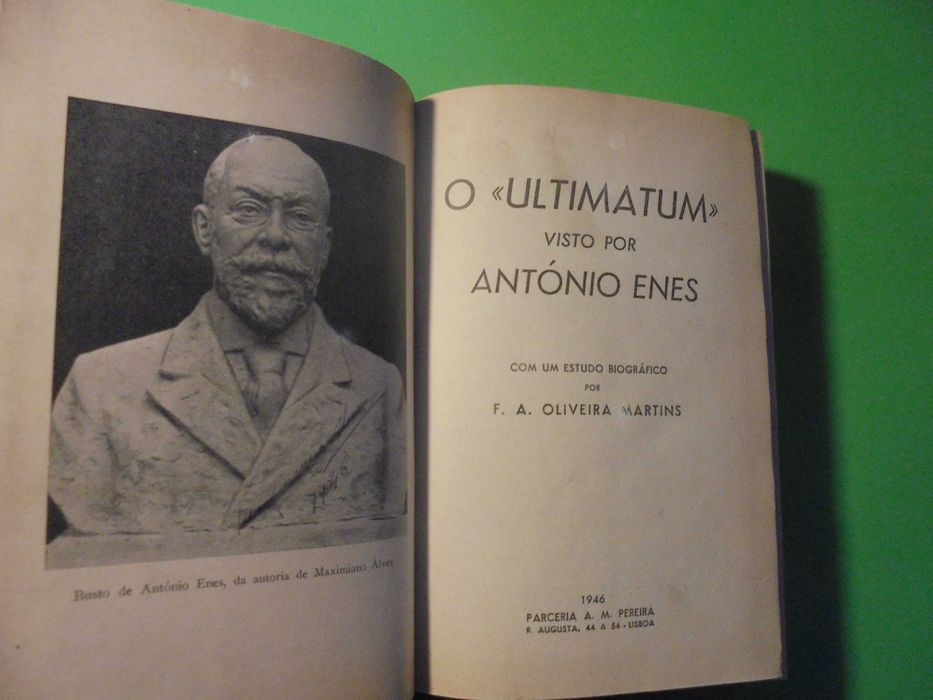 Busto de António Enes, da autoria de Maximiano Alves
O «ULTIMATUM»
VISTO POR
ANTÓNIO ENES
COM UM ESTUDO BIOGRÁFICO
POR
F. A. OLIVEIRA MARTINS
1946
PARCERIA A. M. PEREIRA
R. AUGUSTA, 44 A 54 - LISBOA